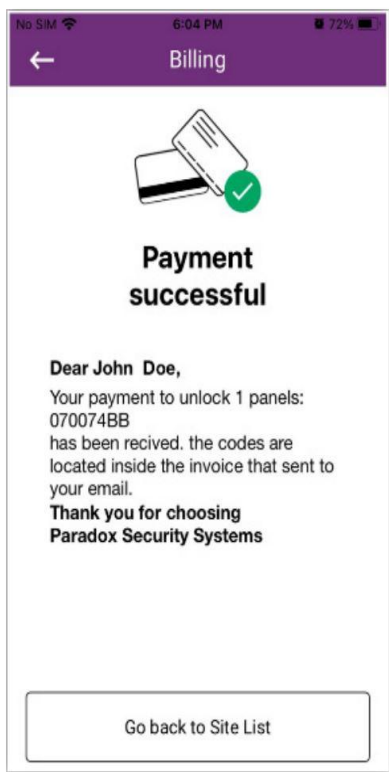 No SIM 6:04 PM 72%
Billing
Payment
successful
Dear John Doe,
Your payment to unlock 1 panels:
070074BB
has been recived. the codes are
located inside the invoice that sent to
your email.
Thank you for choosing
Paradox Security Systems
Go back to Site List